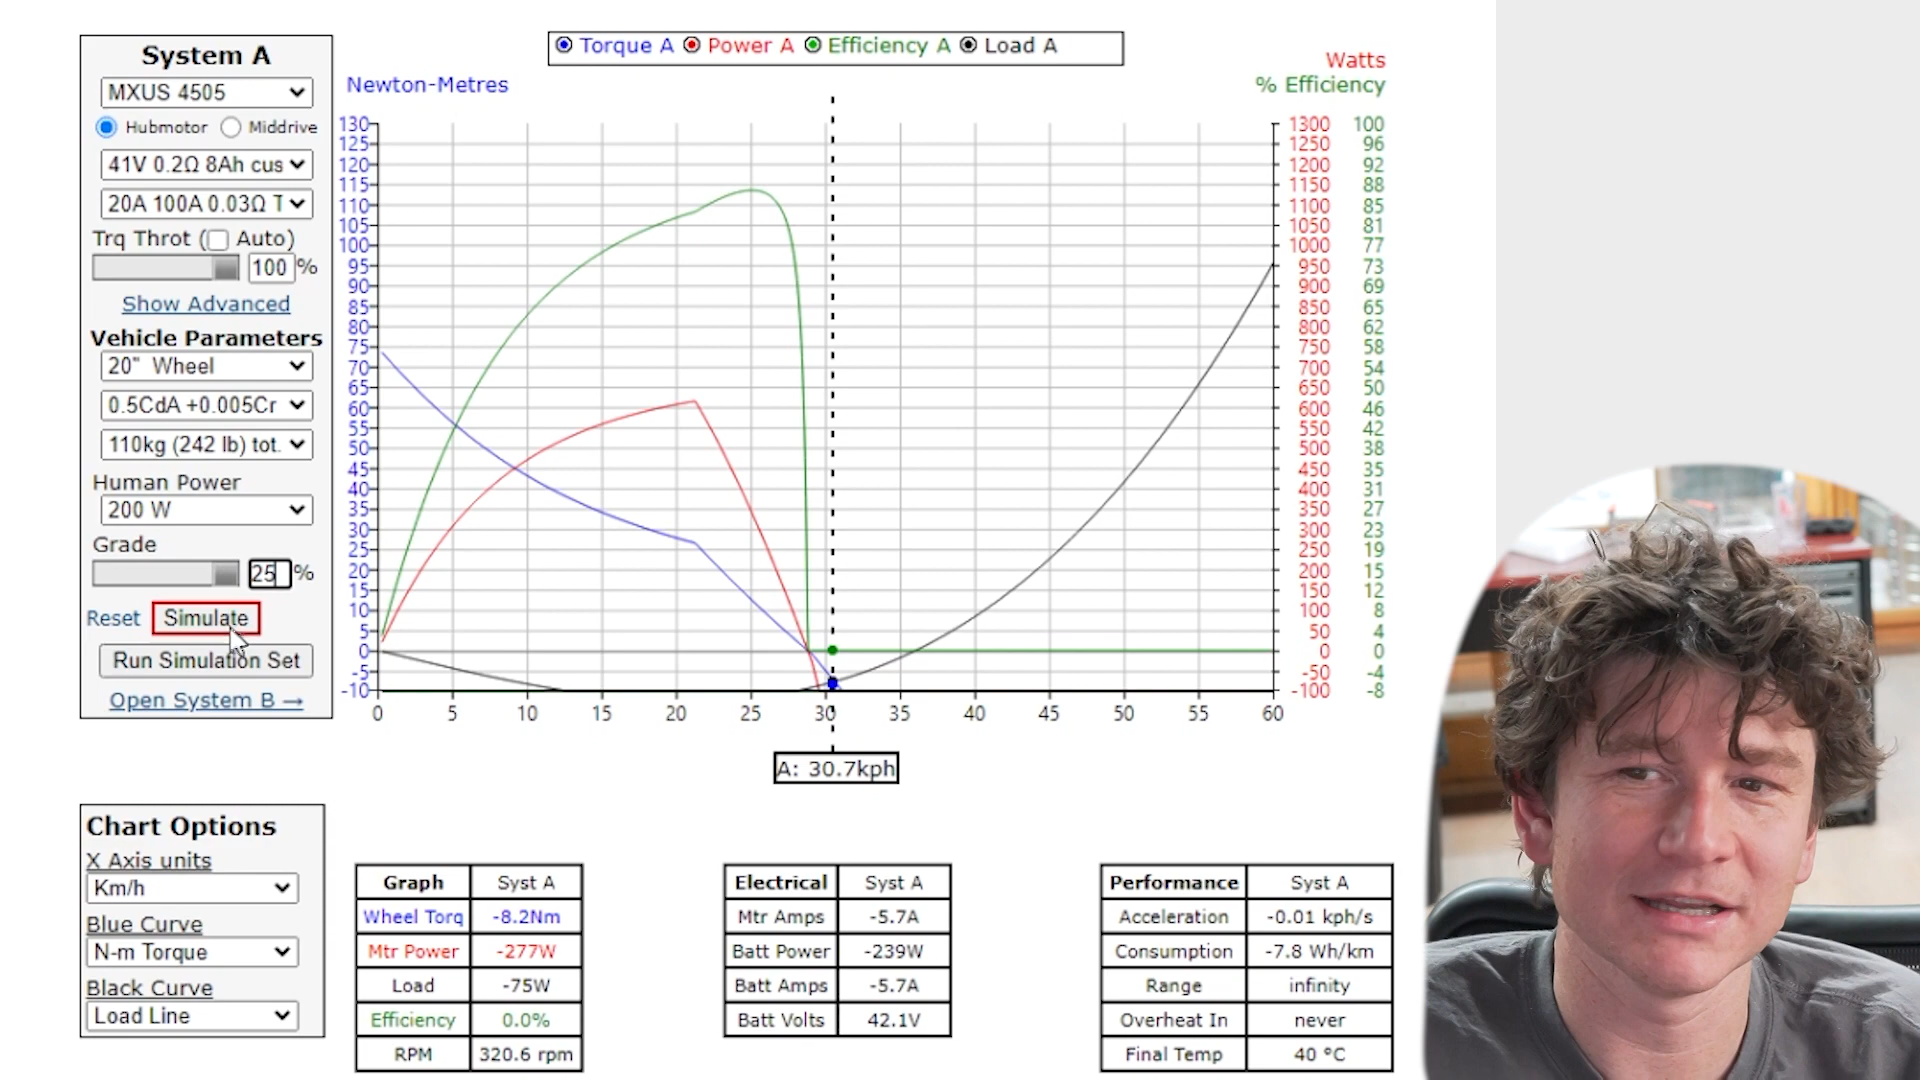 System A
MXUS 4505
Hubmotor Middrive
41V 0.2Ω 8Ah cus
20A 100A 0.03Ω T
Trq Throt ( Auto)
100 %
Show Advanced
Vehicle Parameters
20" Wheel
0.5CdA +0.005Cr
110kg (242 lb) tot.
Human Power
200 W
Grade
25 %
Reset Simulate
Run Simulation Set
Open System B →
Torque A Power A Efficiency A Load A
Newton-Metres
Watts
% Efficiency
130 1300 100
125 1250 96
120 1200 92
115 1150 88
110 1100 85
105 1050 81
100 1000 77
95 950 73
90 900 69
85 850 65
80 800 62
75 750 58
70 700 54
65 650 50
60 600 46
55 550 42
50 500 38
45 450 35
40 400 31
35 350 27
30 300 23
25 250 19
20 200 15
15 150 12
10 100 8
5 50 4
0 0 0
-5 -50 -4
-10 -100 -8
0 5 10 15 20 25 30 35 40 45 50 55 60
A: 30.7kph
Chart Options
X Axis units
Km/h
Blue Curve
N-m Torque
Black Curve
Load Line
Graph Syst A
Wheel Torq -8.2Nm
Mtr Power -277W
Load -75W
Efficiency 0.0%
RPM 320.6 rpm
Electrical Syst A
Mtr Amps -5.7A
Batt Power -239W
Batt Amps -5.7A
Batt Volts 42.1V
Performance Syst A
Acceleration -0.01 kph/s
Consumption -7.8 Wh/km
Range infinity
Overheat In never
Final Temp 40 °C